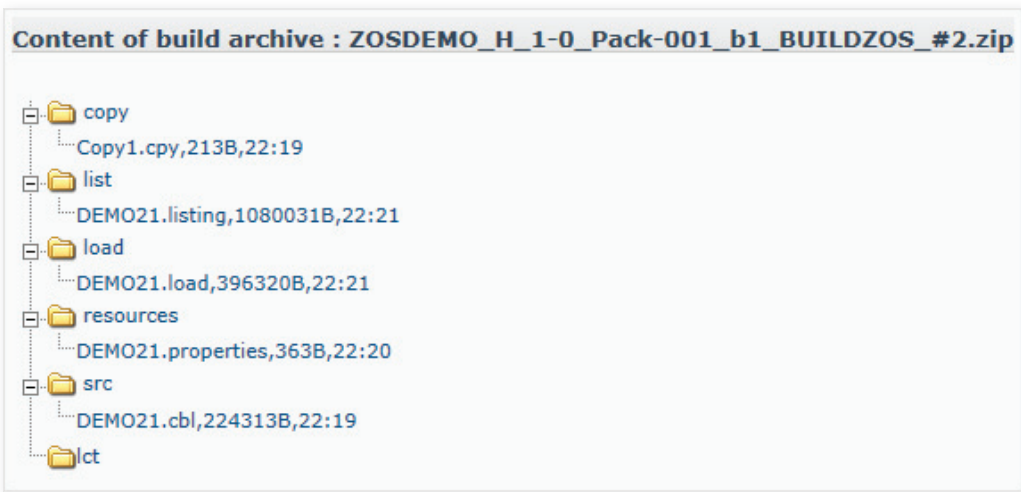 Content of build archive : ZOSDEMO_H_1-0_Pack-001_b1_BUILDZOS_#2.zip
copy
Copy1.cpy,213B,22:19
list
DEMO21.listing,1080031B,22:21
load
DEMO21.load,396320B,22:21
resources
DEMO21.properties,363B,22:20
src
DEMO21.cbl,224313B,22:19
lct